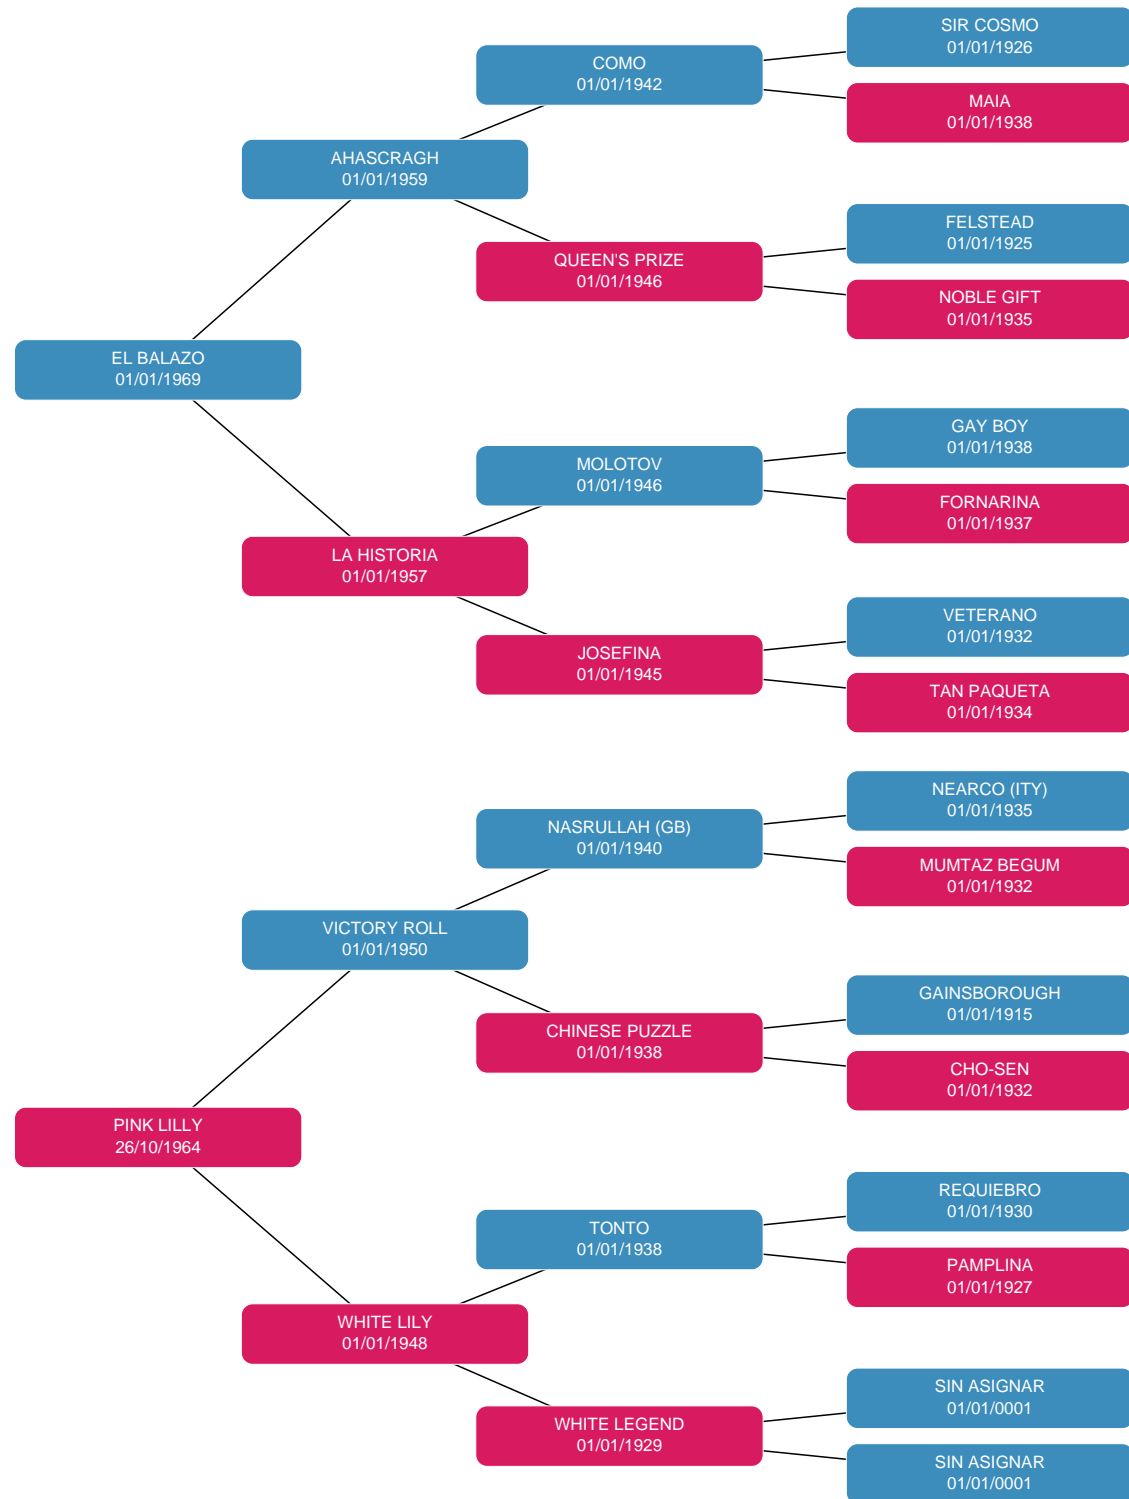 SIR COSMO
01/01/1926
COMO
01/01/1942
MAIA
01/01/1938
AHASCRAGH
01/01/1959
FELSTEAD
01/01/1925
QUEEN'S PRIZE
01/01/1946
NOBLE GIFT
01/01/1935
EL BALAZO
01/01/1969
GAY BOY
01/01/1938
MOLOTOV
01/01/1946
FORNARINA
01/01/1937
LA HISTORIA
01/01/1957
VETERANO
01/01/1932
JOSEFINA
01/01/1945
TAN PAQUETA
01/01/1934
NEARCO (ITY)
01/01/1935
NASRULLAH (GB)
01/01/1940
MUMTAZ BEGUM
01/01/1932
VICTORY ROLL
01/01/1950
GAINSBOROUGH
01/01/1915
CHINESE PUZZLE
01/01/1938
CHO-SEN
01/01/1932
PINK LILLY
26/10/1964
REQUIEBRO
01/01/1930
TONTO
01/01/1938
PAMPLINA
01/01/1927
WHITE LILY
01/01/1948
SIN ASIGNAR
01/01/0001
WHITE LEGEND
01/01/1929
SIN ASIGNAR
01/01/0001